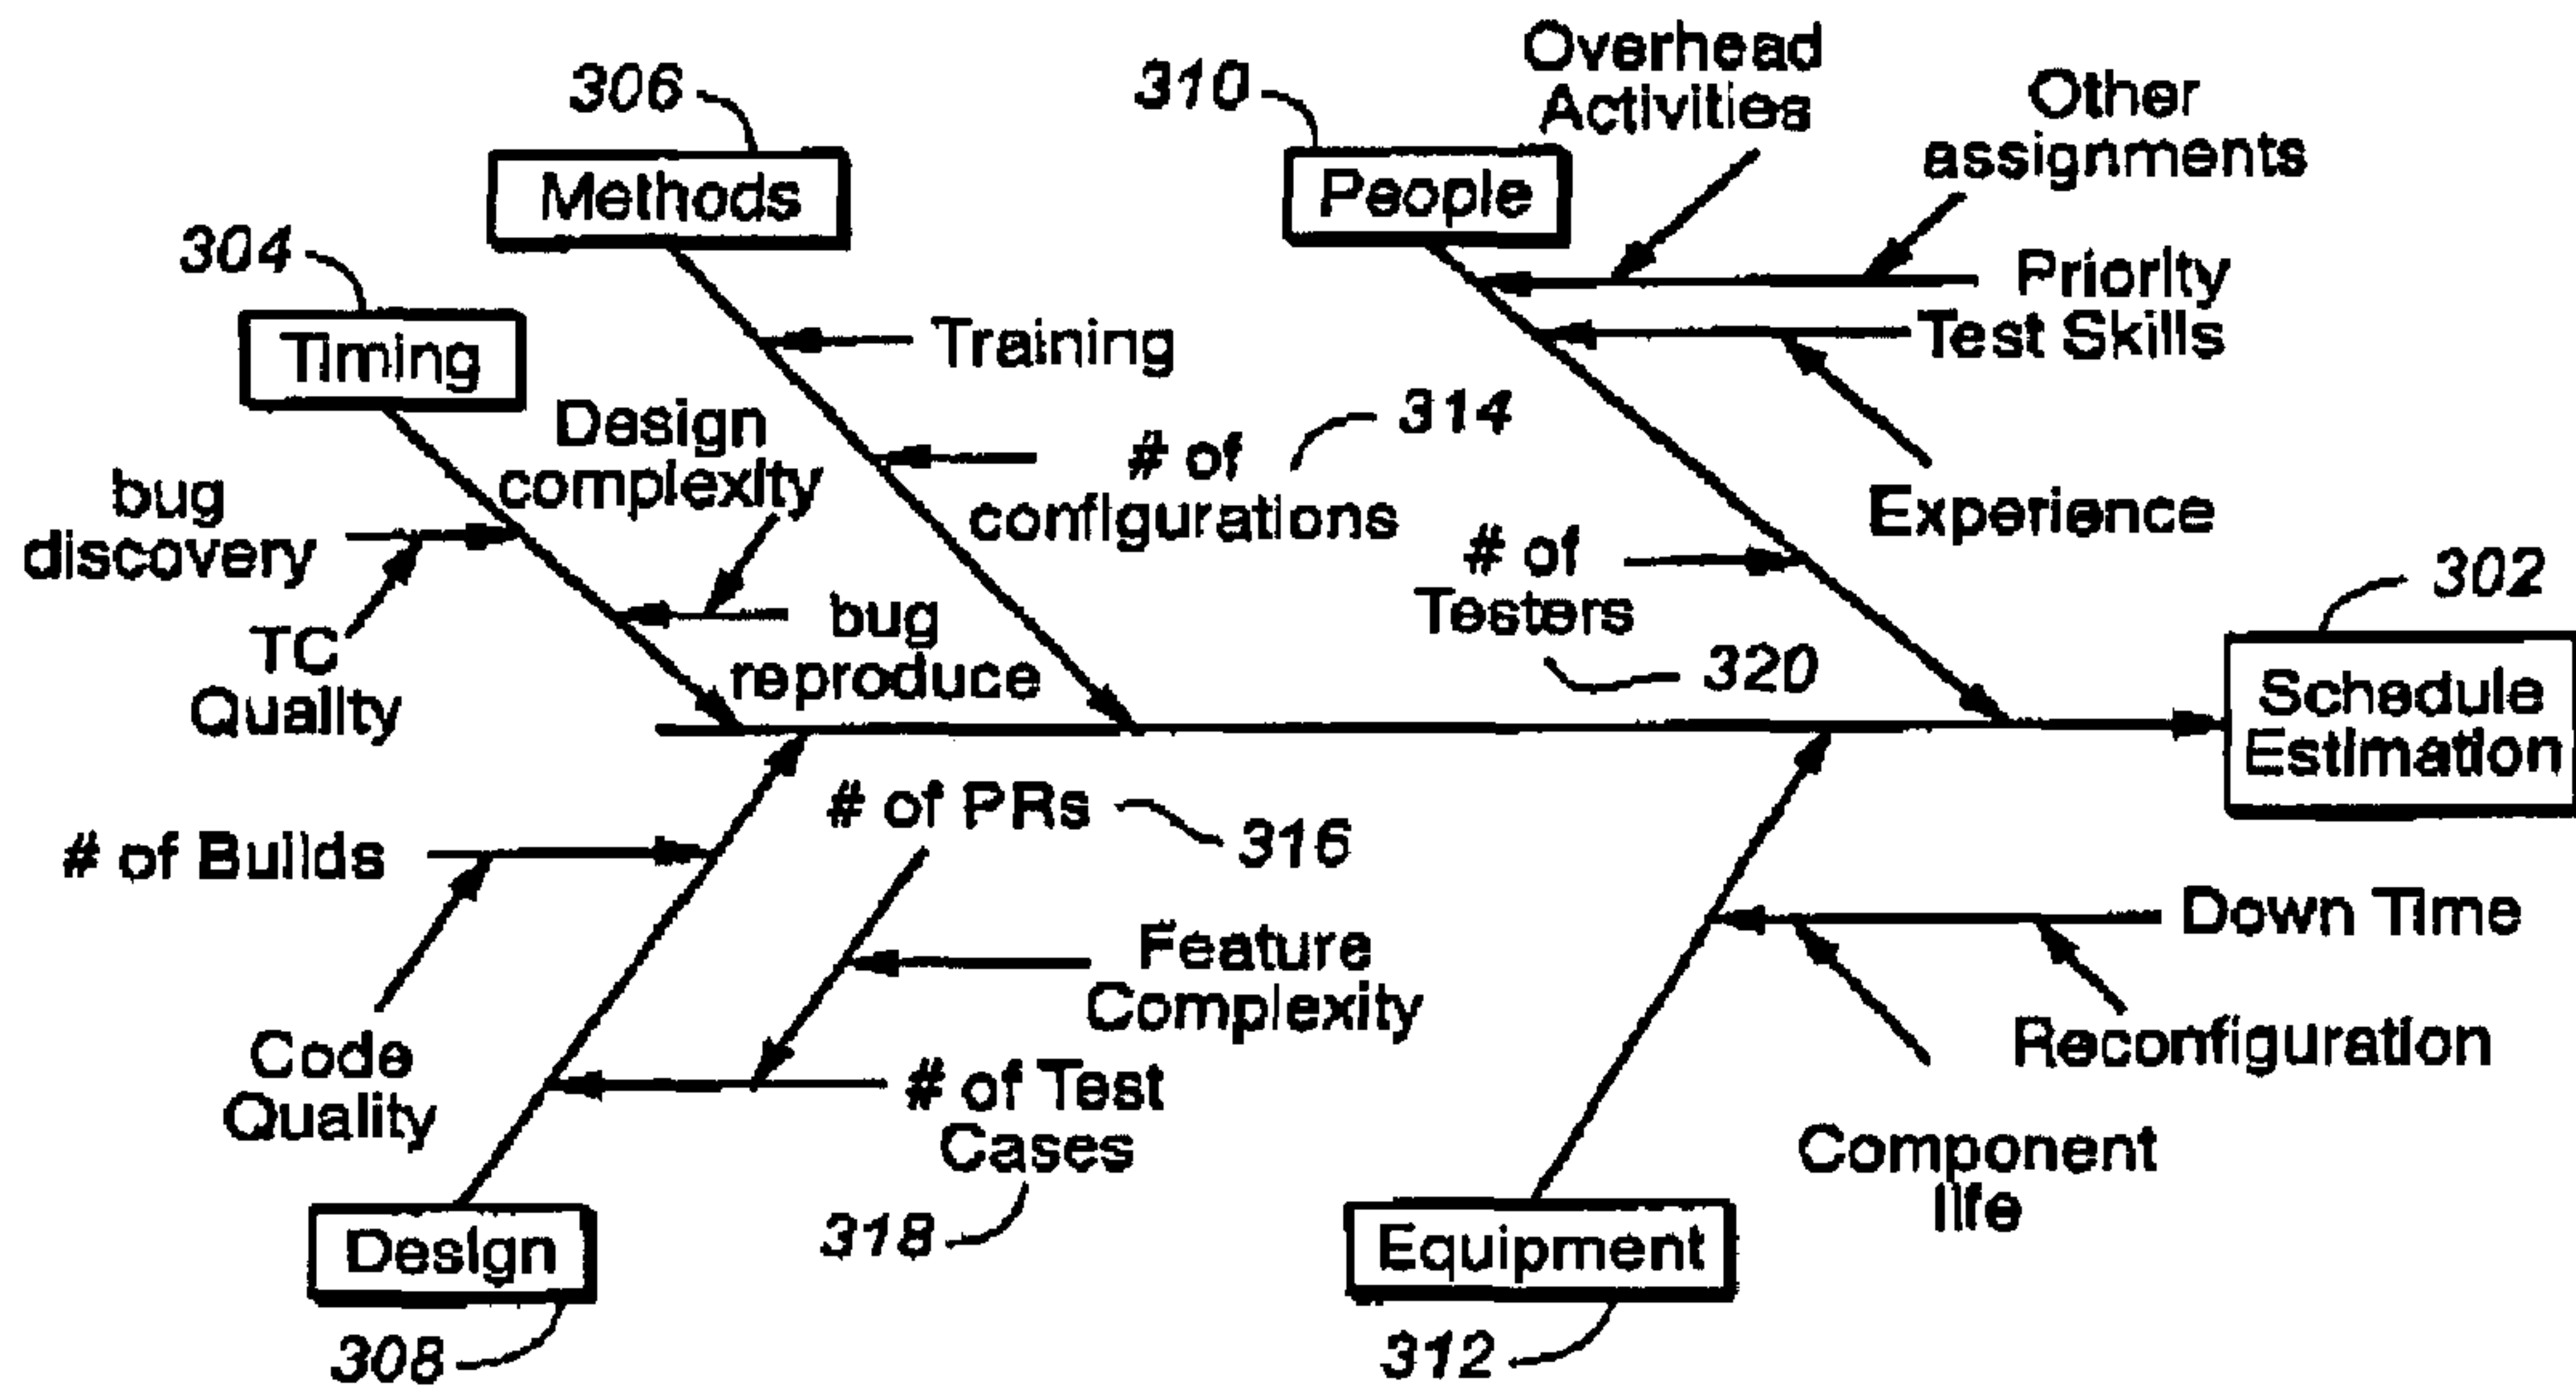 306
310
Overhead
Activities
Other
assignments
Methods
People
304
Priority
Timing
Training
Test Skills
Design
complexity
314
bug
discovery
# of
configurations
Experience
# of
Testers
302
TC
Quality
bug
reproduce
320
Schedule
Estimation
# of PRs
316
# of Builds
Feature
Complexity
Down Time
Code
Quality
# of Test
Cases
Reconfiguration
Component
life
318
Design
Equipment
308
312